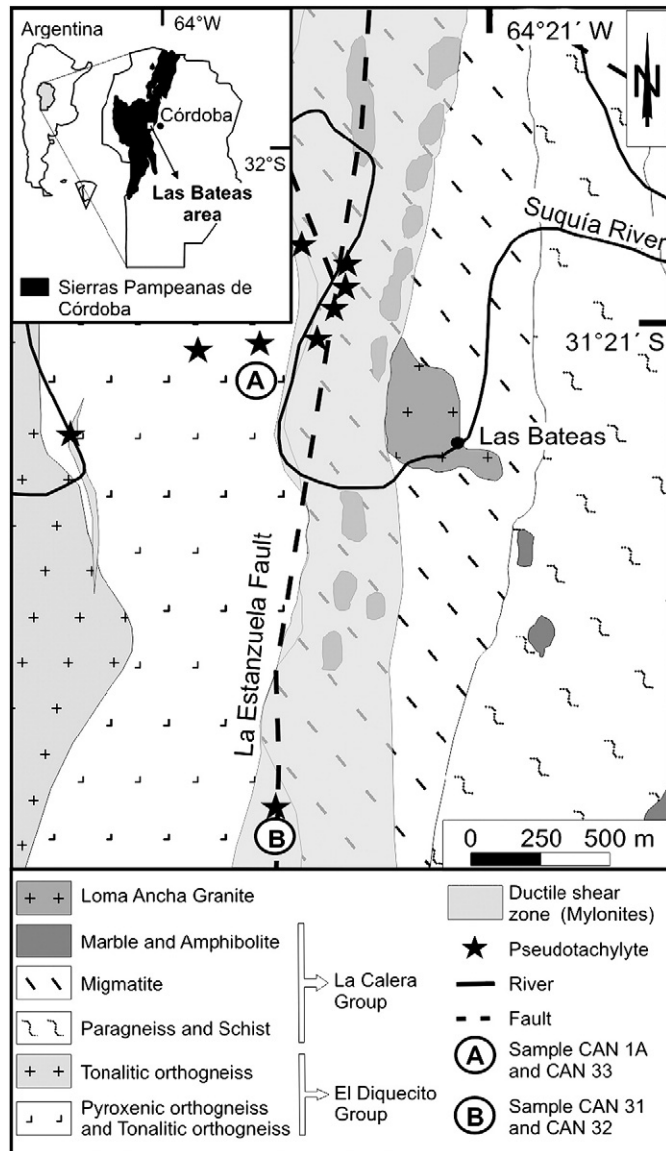 Argentina
64°W
Córdoba
32°S
Las Bateas
area
Sierras Pampeanas de
Córdoba
64°21´ W
N
Suquía River
31°21´ S
A
Las Bateas
La Estanzuela Fault
B
0 250 500 m
Loma Ancha Granite
Marble and Amphibolite
Migmatite
Paragneiss and Schist
Tonalitic orthogneiss
Pyroxenic orthogneiss
and Tonalitic orthogneiss
La Calera
Group
El Diquecito
Group
Ductile shear
zone (Mylonites)
Pseudotachylyte
River
Fault
A Sample CAN 1A
and CAN 33
B Sample CAN 31
and CAN 32